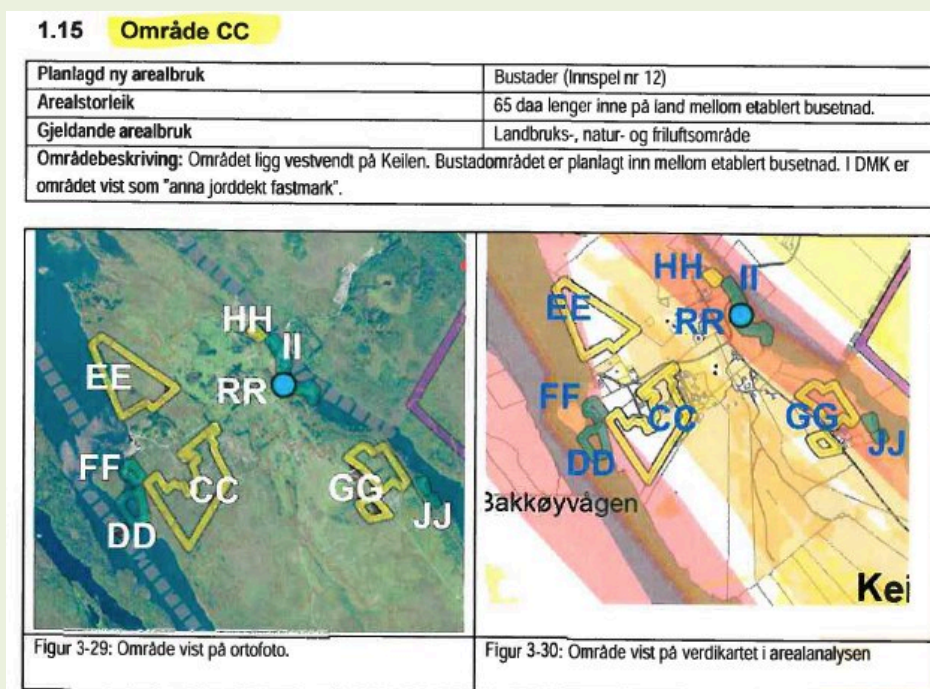 1.15 Område CC
Planlagd ny arealbruk Bustader (Innspel nr 12)
Arealstorleik 65 daa lenger inne på land mellom etablert busetnad.
Gjeldande arealbruk Landbruks-, natur- og friluftsområde
Områdebeskriving: Området ligg vestvendt på Keilen. Bustadområdet er planlagt inn mellom etablert busetnad. I DMK er
området vist som "anna jorddekt fastmark".
HH
II
EE
RR
FF
CC
GG
JJ
DD
HH
II
EE
RR
FF
CC
GG
JJ
DD
Bakkøyvågen
Kei
Figur 3-29: Område vist på ortofoto.
Figur 3-30: Område vist på verdikartet i arealanalysen